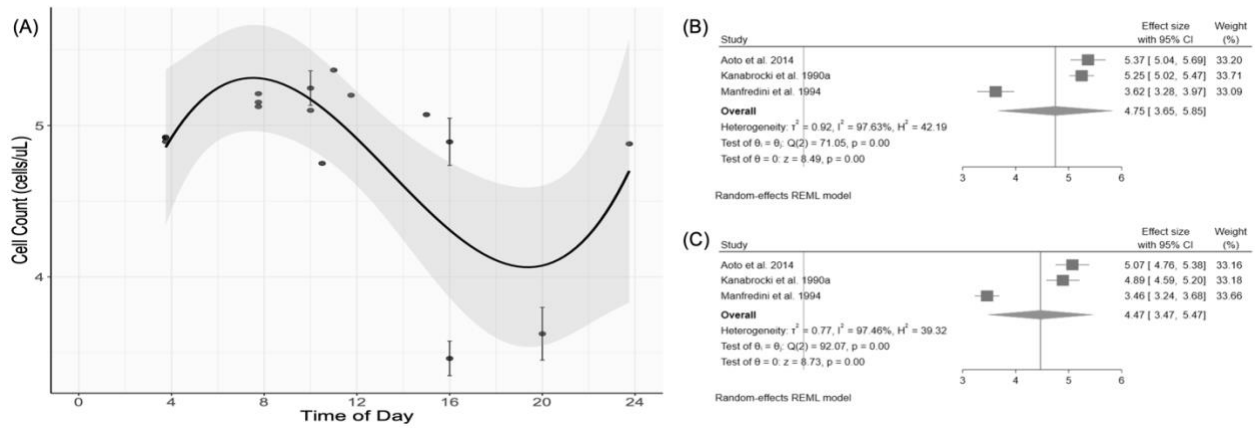 (A)
Cell Count (cells/uL)
5
4
0 4 8 12 16 20 24
Time of Day
(B)
Effect size Weight
Study with 95% CI (%)
Aoto et al. 2014 5.37 [ 5.04, 5.69] 33.20
Kanabrocki et al. 1990a 5.25 [ 5.02, 5.47] 33.71
Manfredini et al. 1994 3.62 [ 3.28, 3.97] 33.09
Overall 4.75 [ 3.65, 5.85]
Heterogeneity: τ² = 0.92, I² = 97.63%, H² = 42.19
Test of θᵢ = θⱼ: Q(2) = 71.05, p = 0.00
Test of θ = 0: z = 8.49, p = 0.00
3 4 5 6
Random-effects REML model
(C)
Effect size Weight
Study with 95% CI (%)
Aoto et al. 2014 5.07 [ 4.76, 5.38] 33.16
Kanabrocki et al. 1990a 4.89 [ 4.59, 5.20] 33.18
Manfredini et al. 1994 3.46 [ 3.24, 3.68] 33.66
Overall 4.47 [ 3.47, 5.47]
Heterogeneity: τ² = 0.77, I² = 97.46%, H² = 39.32
Test of θᵢ = θⱼ: Q(2) = 92.07, p = 0.00
Test of θ = 0: z = 8.73, p = 0.00
3 4 5 6
Random-effects REML model